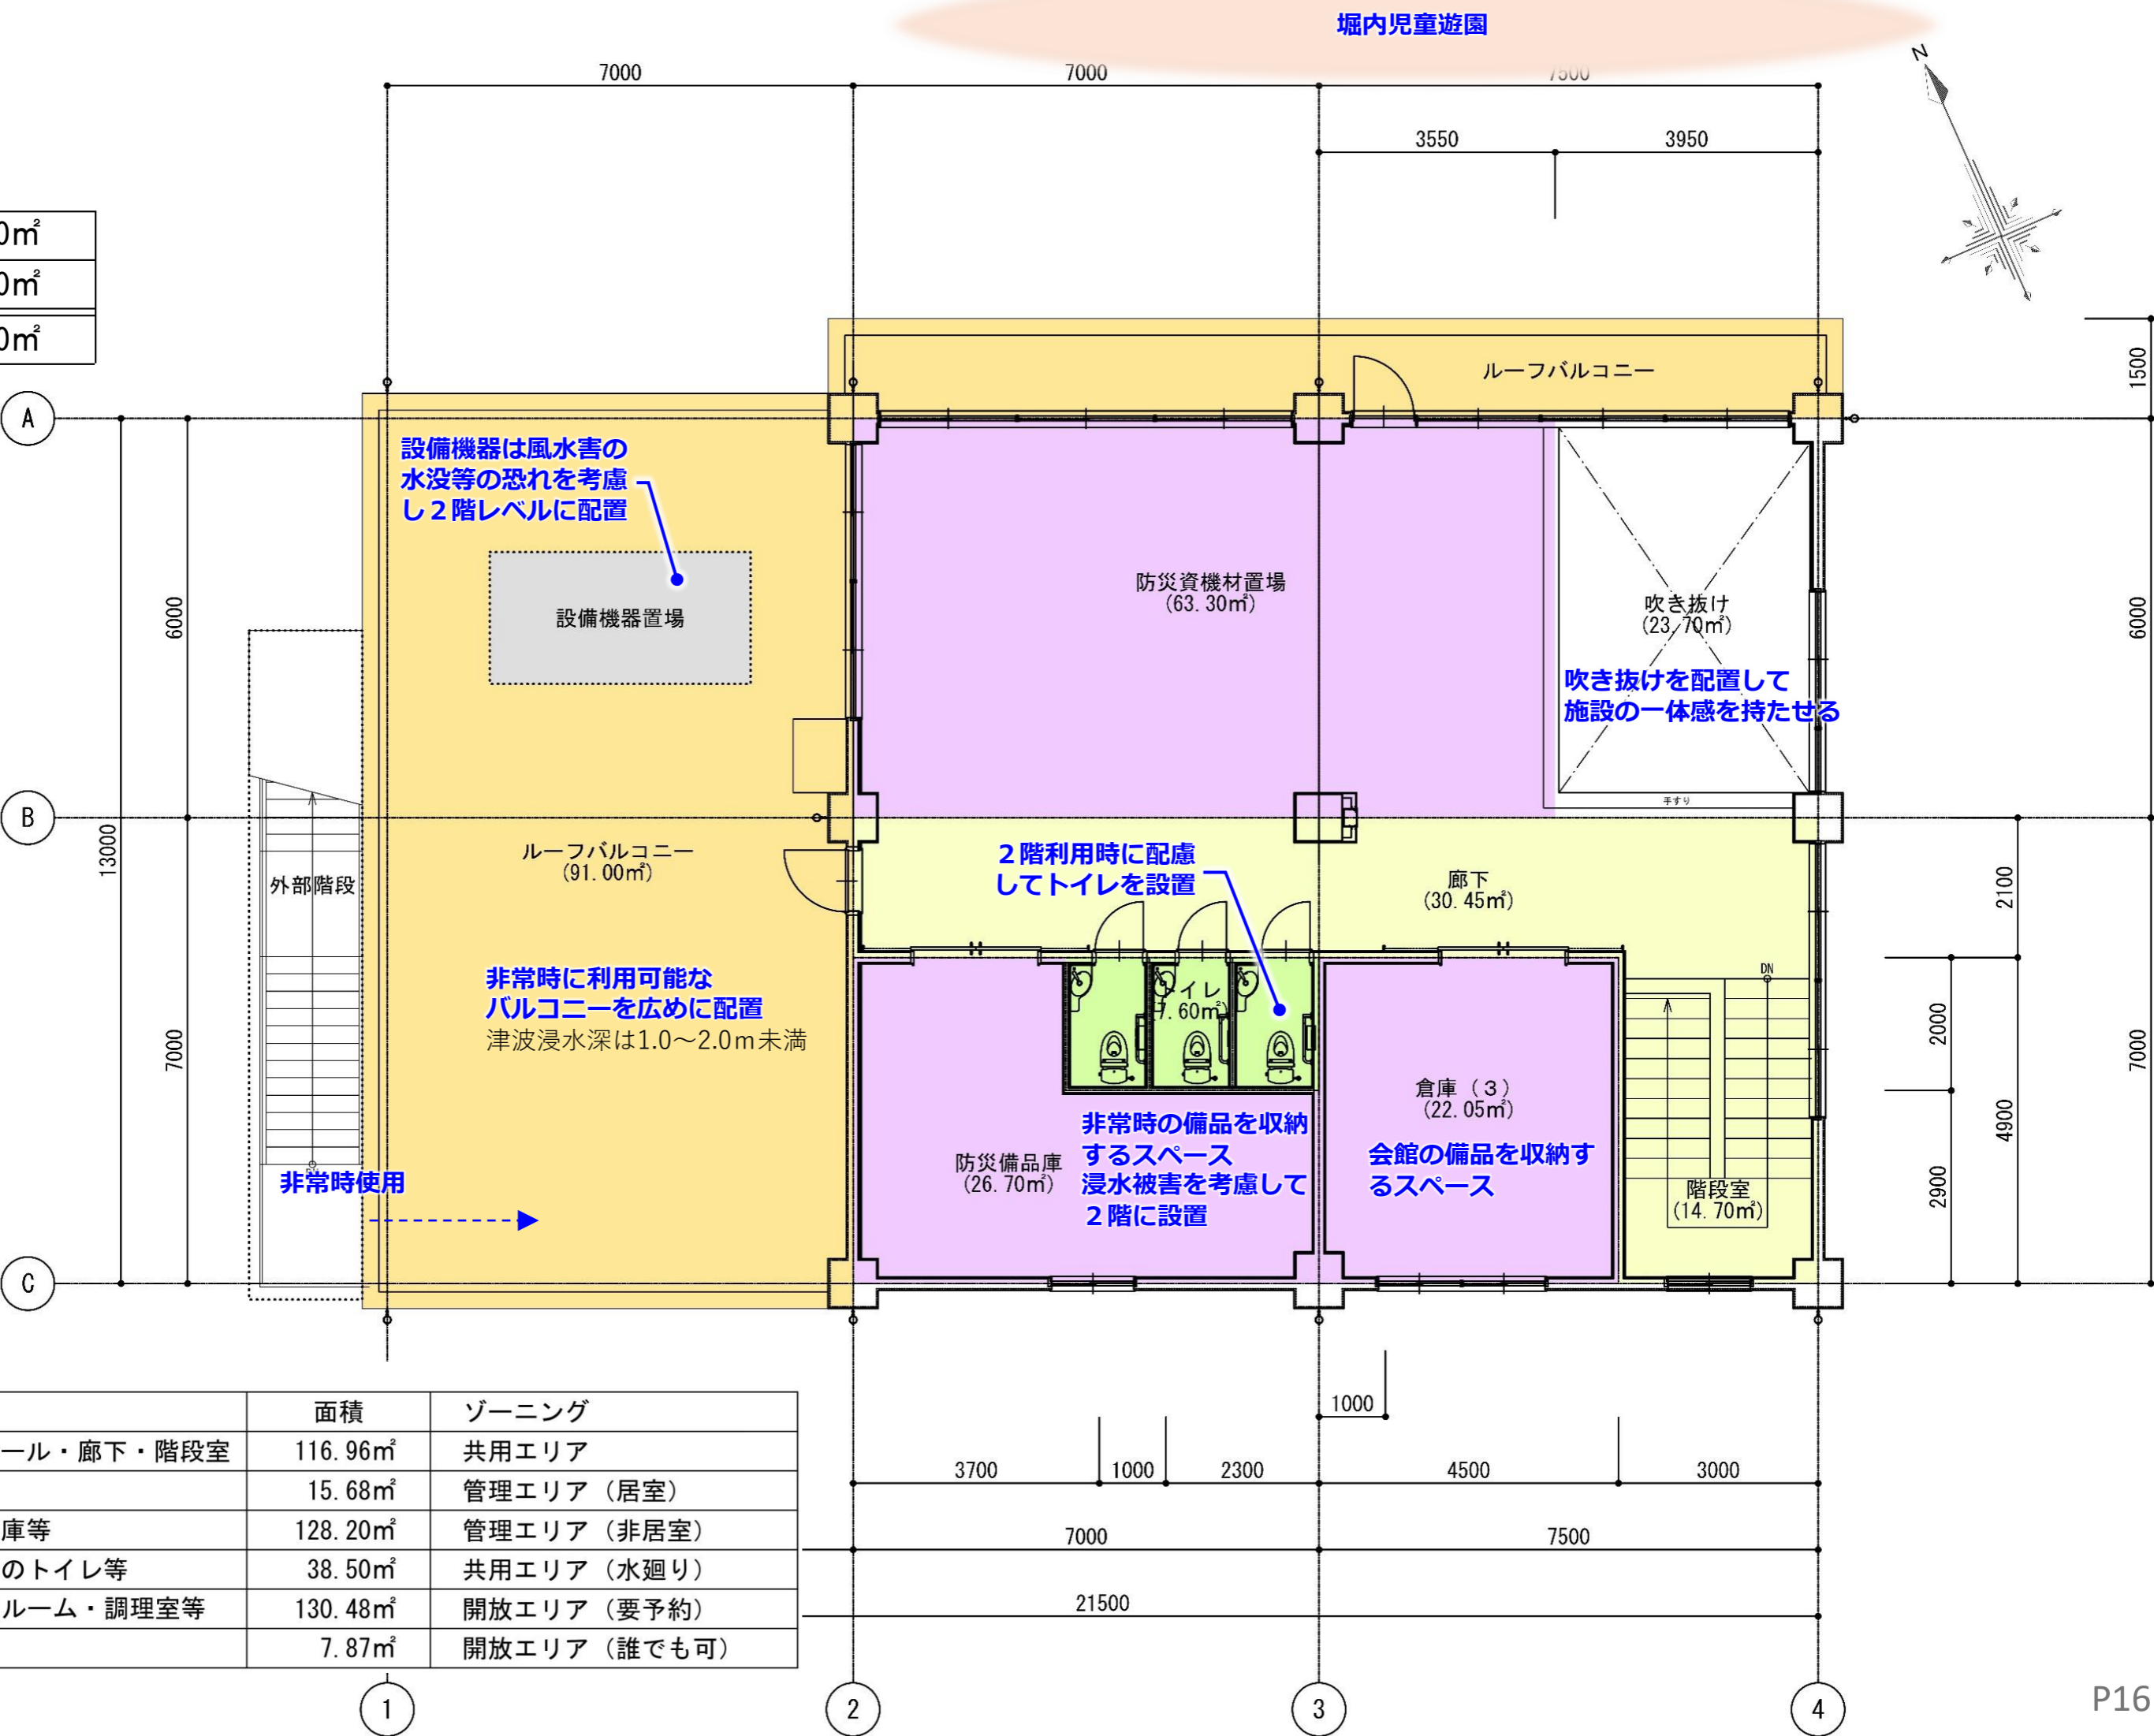 堀内児童遊園
N
7000
7000
7500
3550
3950
0㎡
0㎡
0㎡
1500
ルーフバルコニー
A
設備機器は風水害の
水没等の恐れを考慮
し２階レベルに配置
設備機器置場
防災資機材置場
(63.30㎡)
吹き抜け
(23.70㎡)
吹き抜けを配置して
施設の一体感を持たせる
6000
6000
手すり
B
13000
ルーフバルコニー
(91.00㎡)
外部階段
２階利用時に配慮
してトイレを設置
廊下
(30.45㎡)
2100
非常時に利用可能な
バルコニーを広めに配置
津波浸水深は1.0～2.0ｍ未満
トイレ
(7.60㎡)
DN
2000
7000
7000
倉庫（３）
(22.05㎡)
会館の備品を収納す
るスペース
防災備品庫
(26.70㎡)
非常時の備品を収納
するスペース
浸水被害を考慮して
２階に設置
階段室
(14.70㎡)
4900
2900
非常時使用
C
面積
ゾーニング
ール・廊下・階段室
116.96㎡
共用エリア
15.68㎡
管理エリア（居室）
庫等
128.20㎡
管理エリア（非居室）
のトイレ等
38.50㎡
共用エリア（水廻り）
ルーム・調理室等
130.48㎡
開放エリア（要予約）
7.87㎡
開放エリア（誰でも可）
1000
3700
1000
2300
4500
3000
7000
7500
21500
1
2
3
4
P16